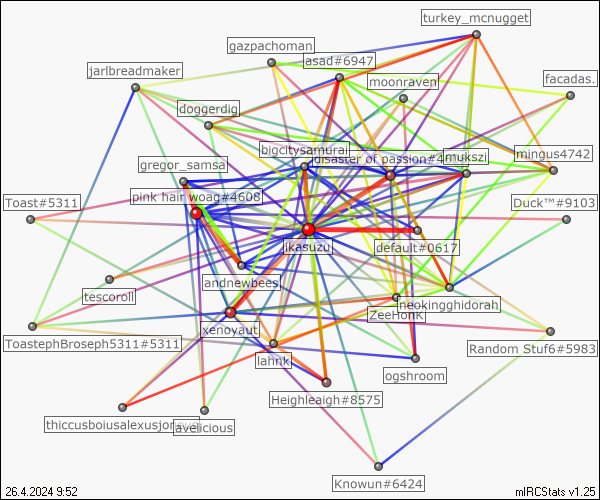 turkey_mcnugget
gazpachoman
asad#6947
jarlbreadmaker
moonraven
facadas.
doggerdig
bigcitysamurai
disaster of passion#4
mukszi
mingus4742
gregor_samsa
pink hair woag#4608
Toast#5311
Duck™#9103
ikasuzu
default#0617
andnewbees
tescoroll
neokingghidorah
ZeeHonk
xenoyaut
ToastephBroseph5311#5311
Random Stuf6#5983
lahnk
ogshroom
Heighleaigh#8575
thiccusboiusalexusjon
avelicious
Knowun#6424
26.4.2024 9:52
mIRCStats v1.25